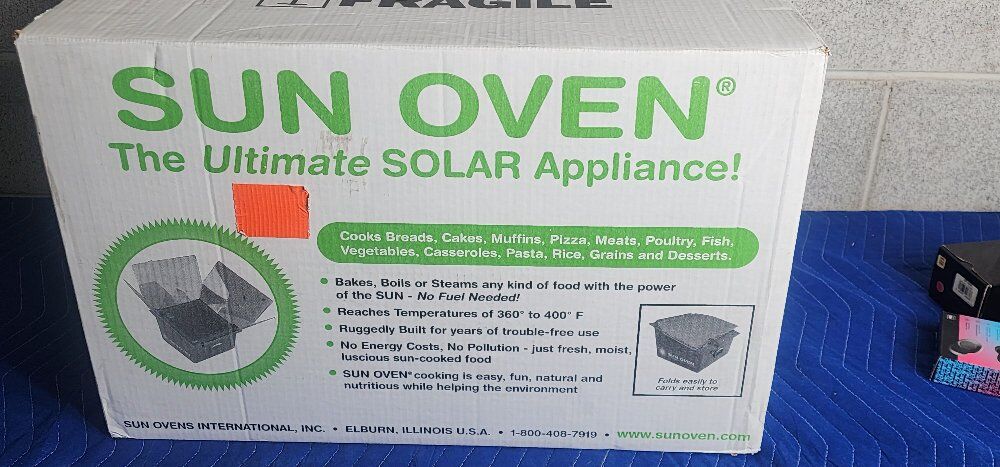 FRAGILE
SUN OVEN®
The Ultimate SOLAR Appliance!
Cooks Breads, Cakes, Muffins, Pizza, Meats, Poultry, Fish,
Vegetables, Casseroles, Pasta, Rice, Grains and Desserts.
• Bakes, Boils or Steams any kind of food with the power
of the SUN - No Fuel Needed!
• Reaches Temperatures of 360° to 400° F
• Ruggedly Built for years of trouble-free use
• No Energy Costs, No Pollution - just fresh, moist,
luscious sun-cooked food
• SUN OVEN® cooking is easy, fun, natural and
nutritious while helping the environment
SUN OVEN
Folds easily to
carry and store
SUN OVENS INTERNATIONAL, INC. • ELBURN, ILLINOIS U.S.A. • 1-800-408-7919 • www.sunoven.com